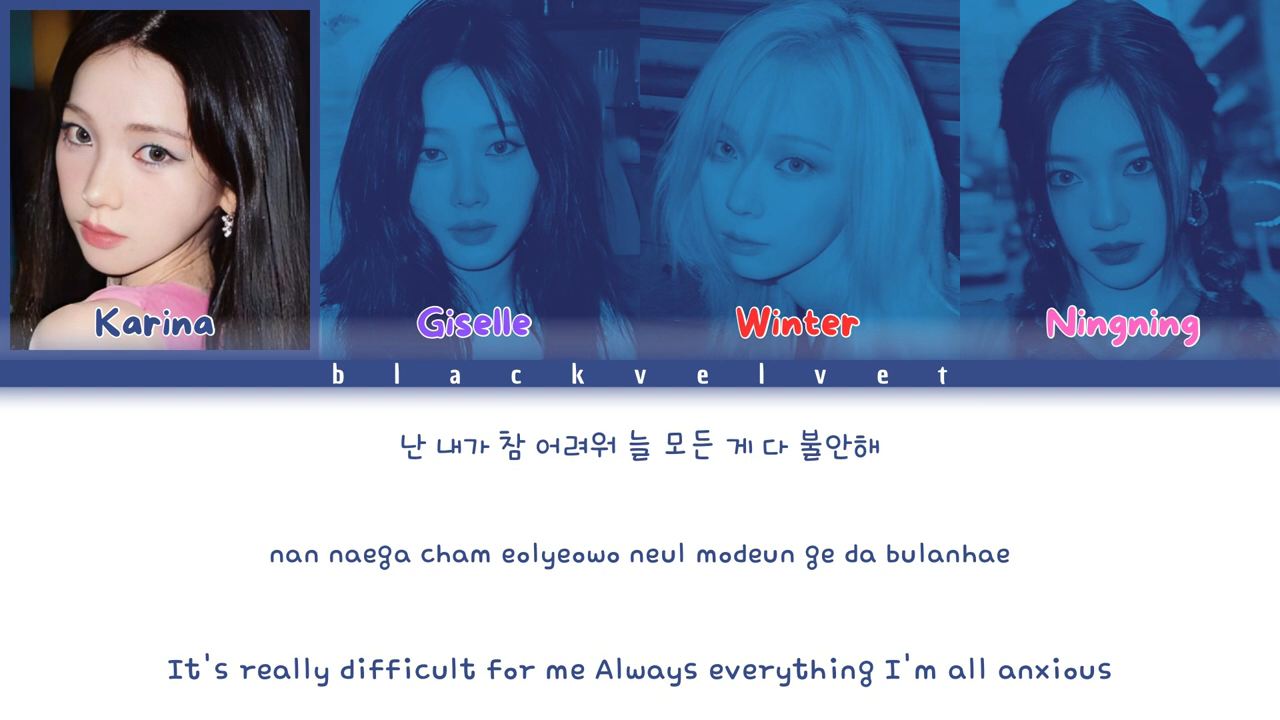 Karina Giselle Winter Ningning
blackvelvet
난 내가 참 어려워 늘 모든 게 다 불안해
nan naega cham eolyeowo neul modeun ge da bulanhae
It's really difficult for me Always everything I'm all anxious